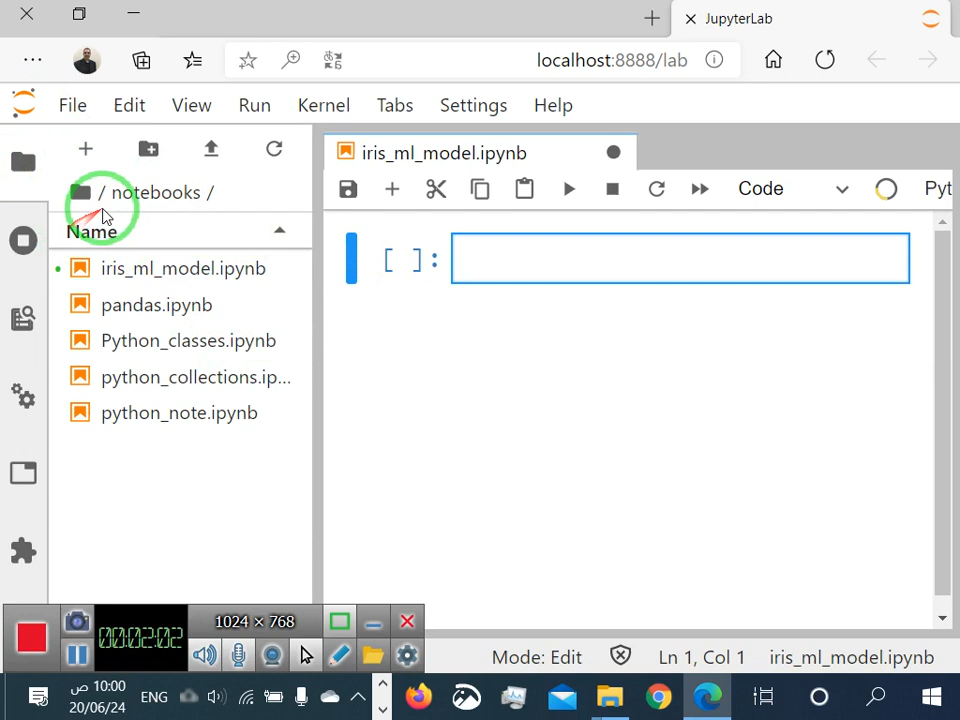 JupyterLab
localhost:8888/lab
File Edit View Run Kernel Tabs Settings Help
/ notebooks /
Name
iris_ml_model.ipynb
pandas.ipynb
Python_classes.ipynb
python_collections.ip...
python_note.ipynb
iris_ml_model.ipynb
Code
Pyt
[ ]:
00:02:02
1024 × 768
Mode: Edit
Ln 1, Col 1
iris_ml_model.ipynb
10:00 ص
20/06/24
ENG